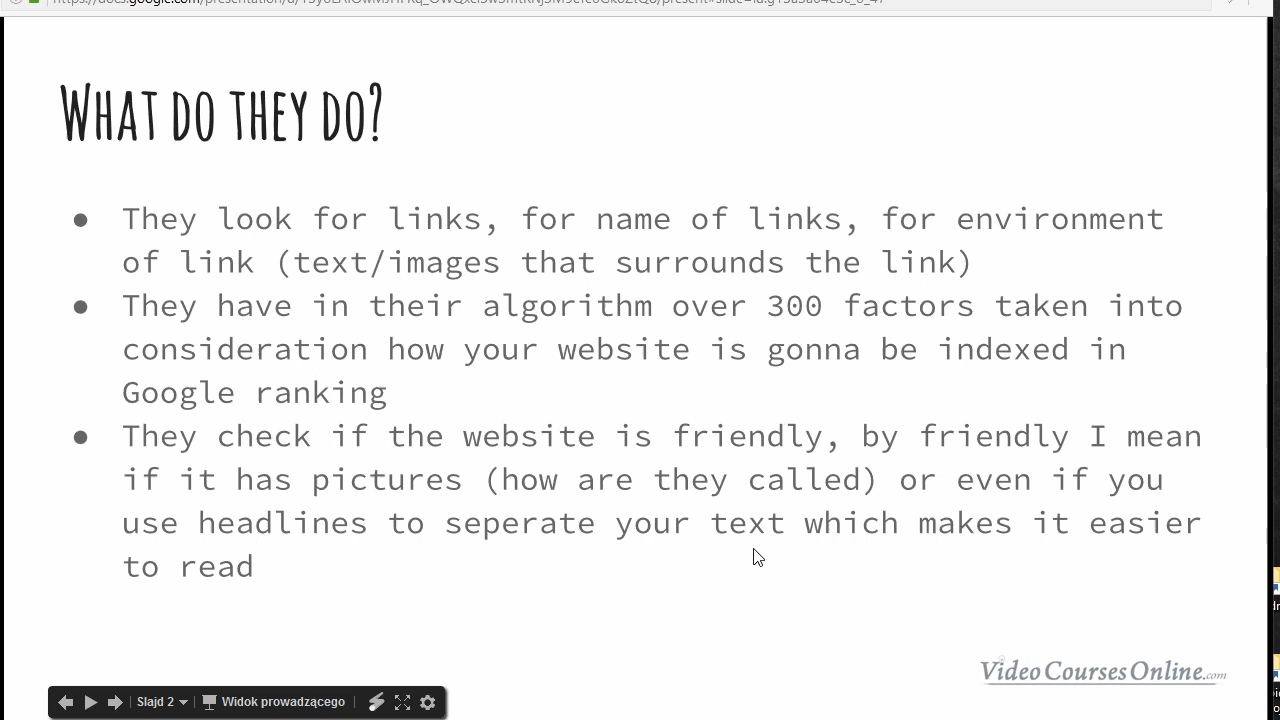 What do they do?
● They look for links, for name of links, for environment
of link (text/images that surrounds the link)
● They have in their algorithm over 300 factors taken into
consideration how your website is gonna be indexed in
Google ranking
● They check if the website is friendly, by friendly I mean
if it has pictures (how are they called) or even if you
use headlines to seperate your text which makes it easier
to read
VideoCoursesOnline.com
Slajd 2
Widok prowadzącego